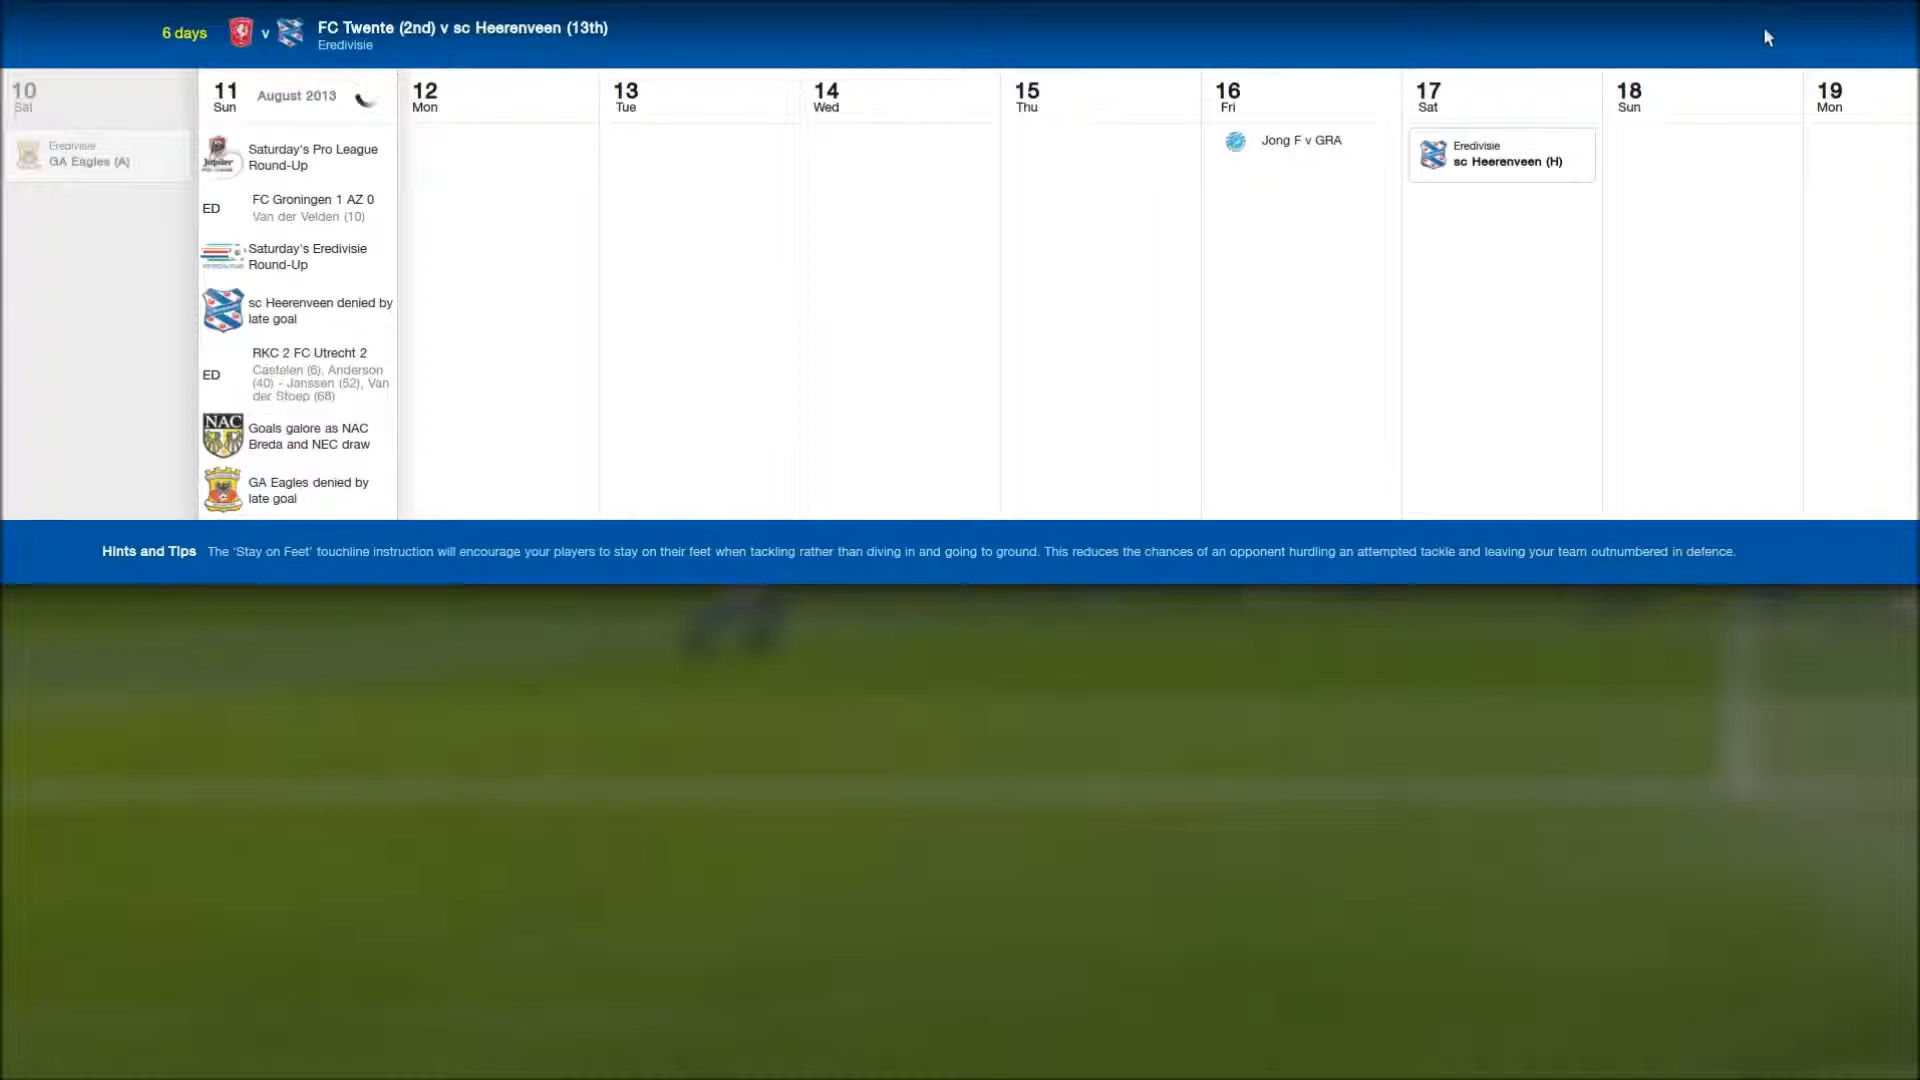 6 days
v
FC Twente (2nd) v sc Heerenveen (13th)
Eredivisie
10
Sat
Eredivisie
GA Eagles (A)
11
Sun
August 2013
Jupiler
Saturday's Pro League
Round-Up
ED
FC Groningen 1 AZ 0
Van der Velden (10)
Saturday's Eredivisie
Round-Up
sc Heerenveen denied by
late goal
ED
RKC 2 FC Utrecht 2
Castelen (6), Anderson
(40) - Janssen (52), Van
der Stoep (68)
NAC
Goals galore as NAC
Breda and NEC draw
GA Eagles denied by
late goal
12
Mon
13
Tue
14
Wed
15
Thu
16
Fri
Jong F v GRA
17
Sat
Eredivisie
sc Heerenveen (H)
18
Sun
19
Mon
Hints and Tips The 'Stay on Feet' touchline instruction will encourage your players to stay on their feet when tackling rather than diving in and going to ground. This reduces the chances of an opponent hurdling an attempted tackle and leaving your team outnumbered in defence.